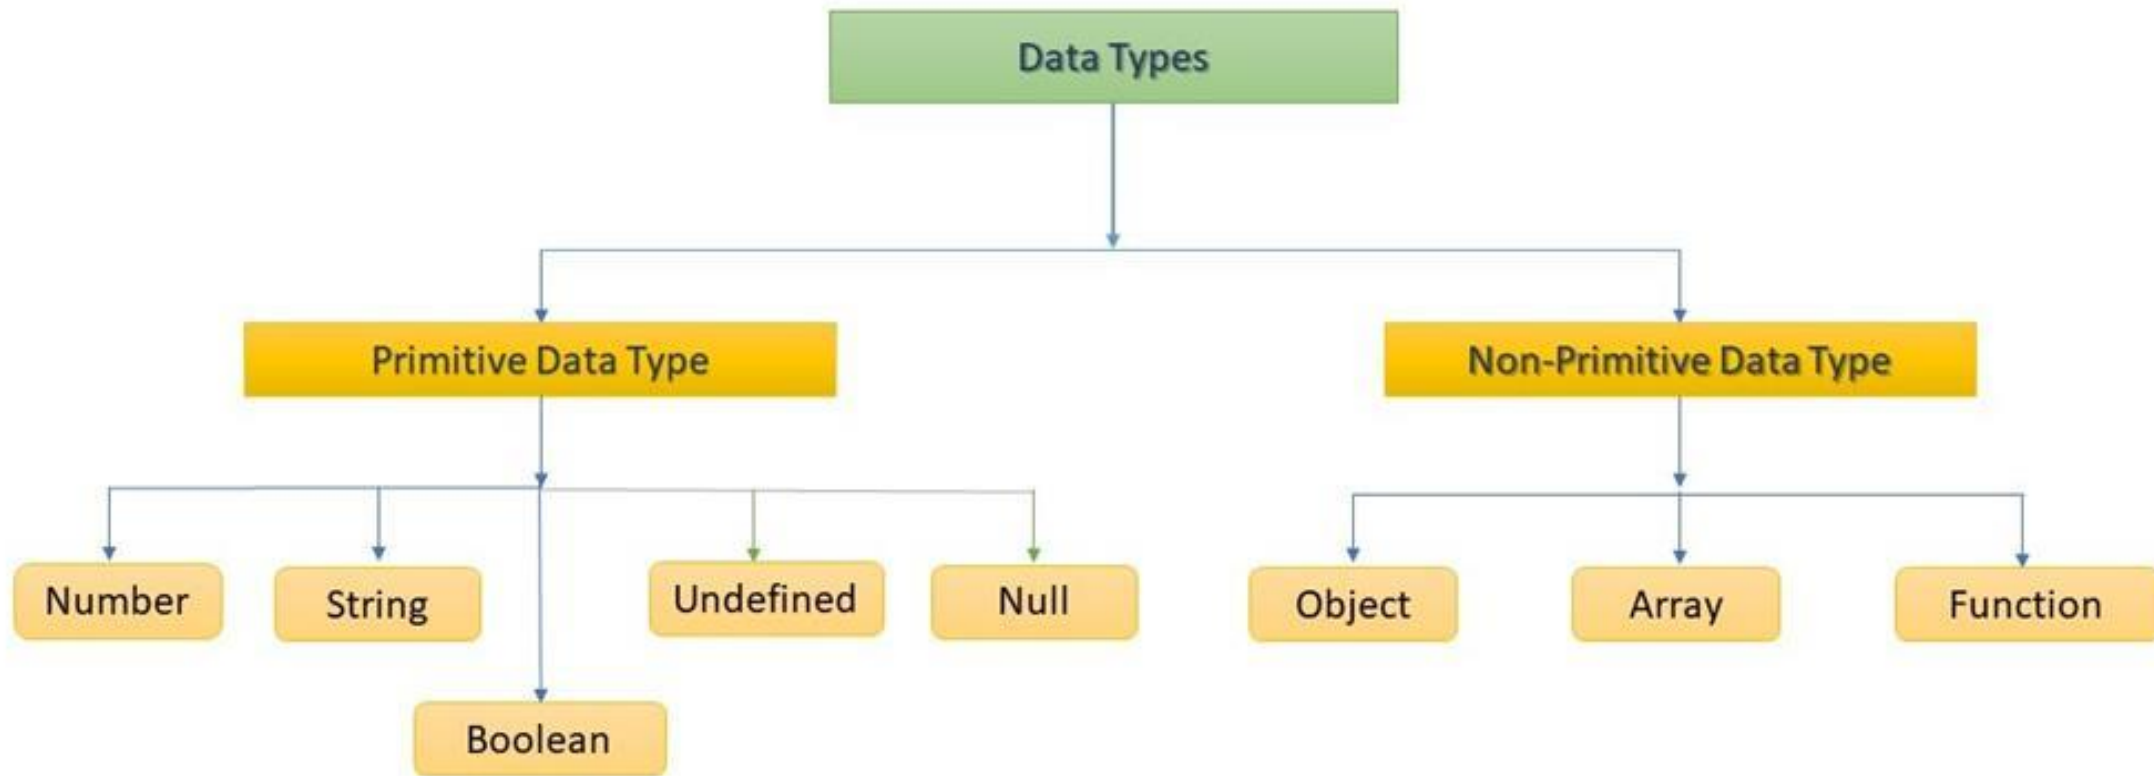 Data Types
Primitive Data Type
Non-Primitive Data Type
Number
String
Undefined
Null
Object
Array
Function
Boolean